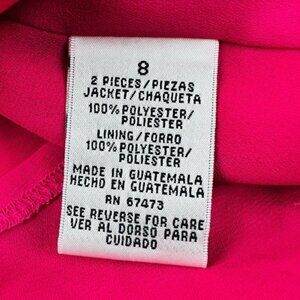 8
2 PIECES/PIEZAS
JACKET/CHAQUETA
100% POLYESTER/
POLIESTER
LINING/FORRO
100% POLYESTER/
POLIESTER
MADE IN GUATEMALA
HECHO EN GUATEMALA
RN 67473
SEE REVERSE FOR CARE
VER AL DORSO PARA
CUIDADO